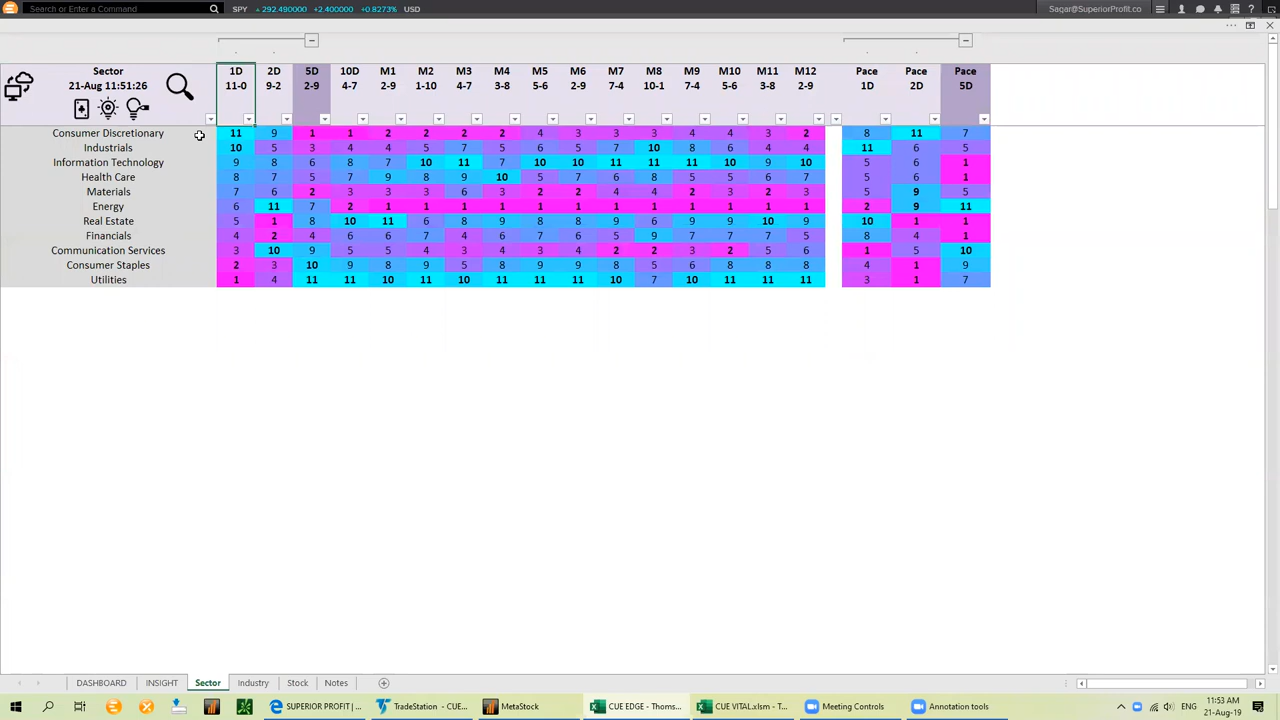 Search or Enter a Command SPY 292.490000 +2.400000 +0.8273% USD Sagar@SuperiorProfit.co
Sector 1D 2D 5D 10D M1 M2 M3 M4 M5 M6 M7 M8 M9 M10 M11 M12 Pace Pace Pace
21-Aug 11:51:26 11-0 9-2 2-9 4-7 2-9 1-10 4-7 3-8 5-6 2-9 7-4 10-1 7-4 5-6 3-8 2-9 1D 2D 5D
Consumer Discretionary 11 9 1 1 2 2 2 2 4 3 3 3 4 4 3 2 8 11 7
Industrials 10 5 3 4 4 5 7 5 6 5 7 10 8 6 4 4 11 6 5
Information Technology 9 8 6 8 7 10 11 7 10 10 11 11 11 10 9 10 5 6 1
Health Care 8 7 5 7 9 8 9 10 5 7 6 8 5 5 6 7 5 6 1
Materials 7 6 2 3 3 3 6 3 2 2 4 4 2 3 2 3 5 9 5
Energy 6 11 7 2 1 1 1 1 1 1 1 1 1 1 1 1 2 9 11
Real Estate 5 1 8 10 11 6 8 9 8 8 9 6 9 9 10 9 10 1 1
Financials 4 2 4 6 6 7 4 6 7 6 5 9 7 7 7 5 8 4 1
Communication Services 3 10 9 5 5 4 3 4 3 4 2 2 3 2 5 6 1 5 10
Consumer Staples 2 3 10 9 8 9 5 8 9 9 8 5 6 8 8 8 4 1 9
Utilities 1 4 11 11 10 11 10 11 11 11 10 7 10 11 11 11 3 1 7
DASHBOARD INSIGHT Sector Industry Stock Notes
SUPERIOR PROFIT | ... TradeStation - CUE... MetaStock CUE EDGE - Thoms... CUE VITAL.xlsm - T... Meeting Controls Annotation tools ENG 11:53 AM
21-Aug-19